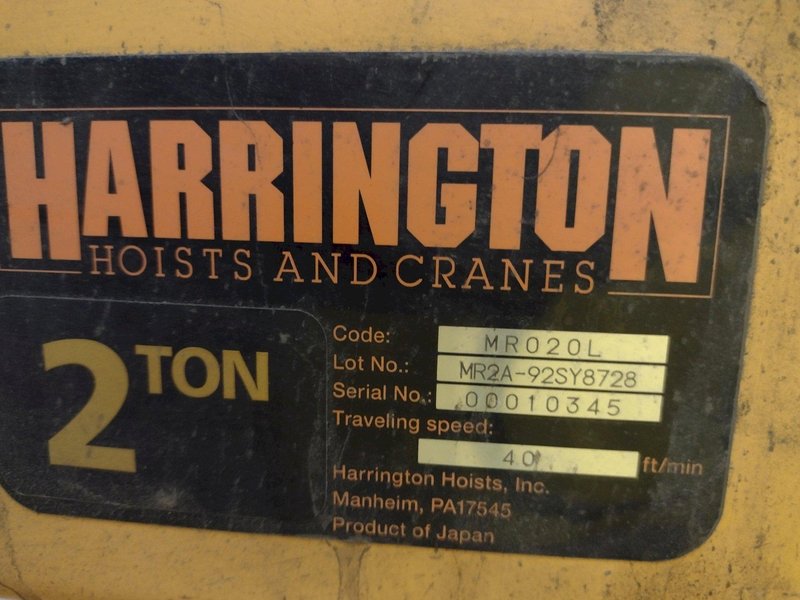 HARRINGTON
HOISTS AND CRANES
2 TON
Code: MR020L
Lot No.: MR2A-92SY8728
Serial No.: 00010345
Traveling speed:
40 ft/min
Harrington Hoists, Inc.
Manheim, PA17545
Product of Japan